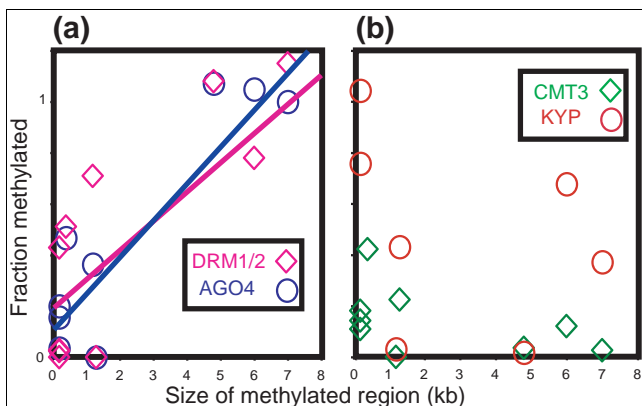 (a) (b)
Fraction methylated
1
0
DRM1/2
AGO4
CMT3
KYP
0 1 2 3 4 5 6 7 8
0 1 2 3 4 5 6 7 8
Size of methylated region (kb)